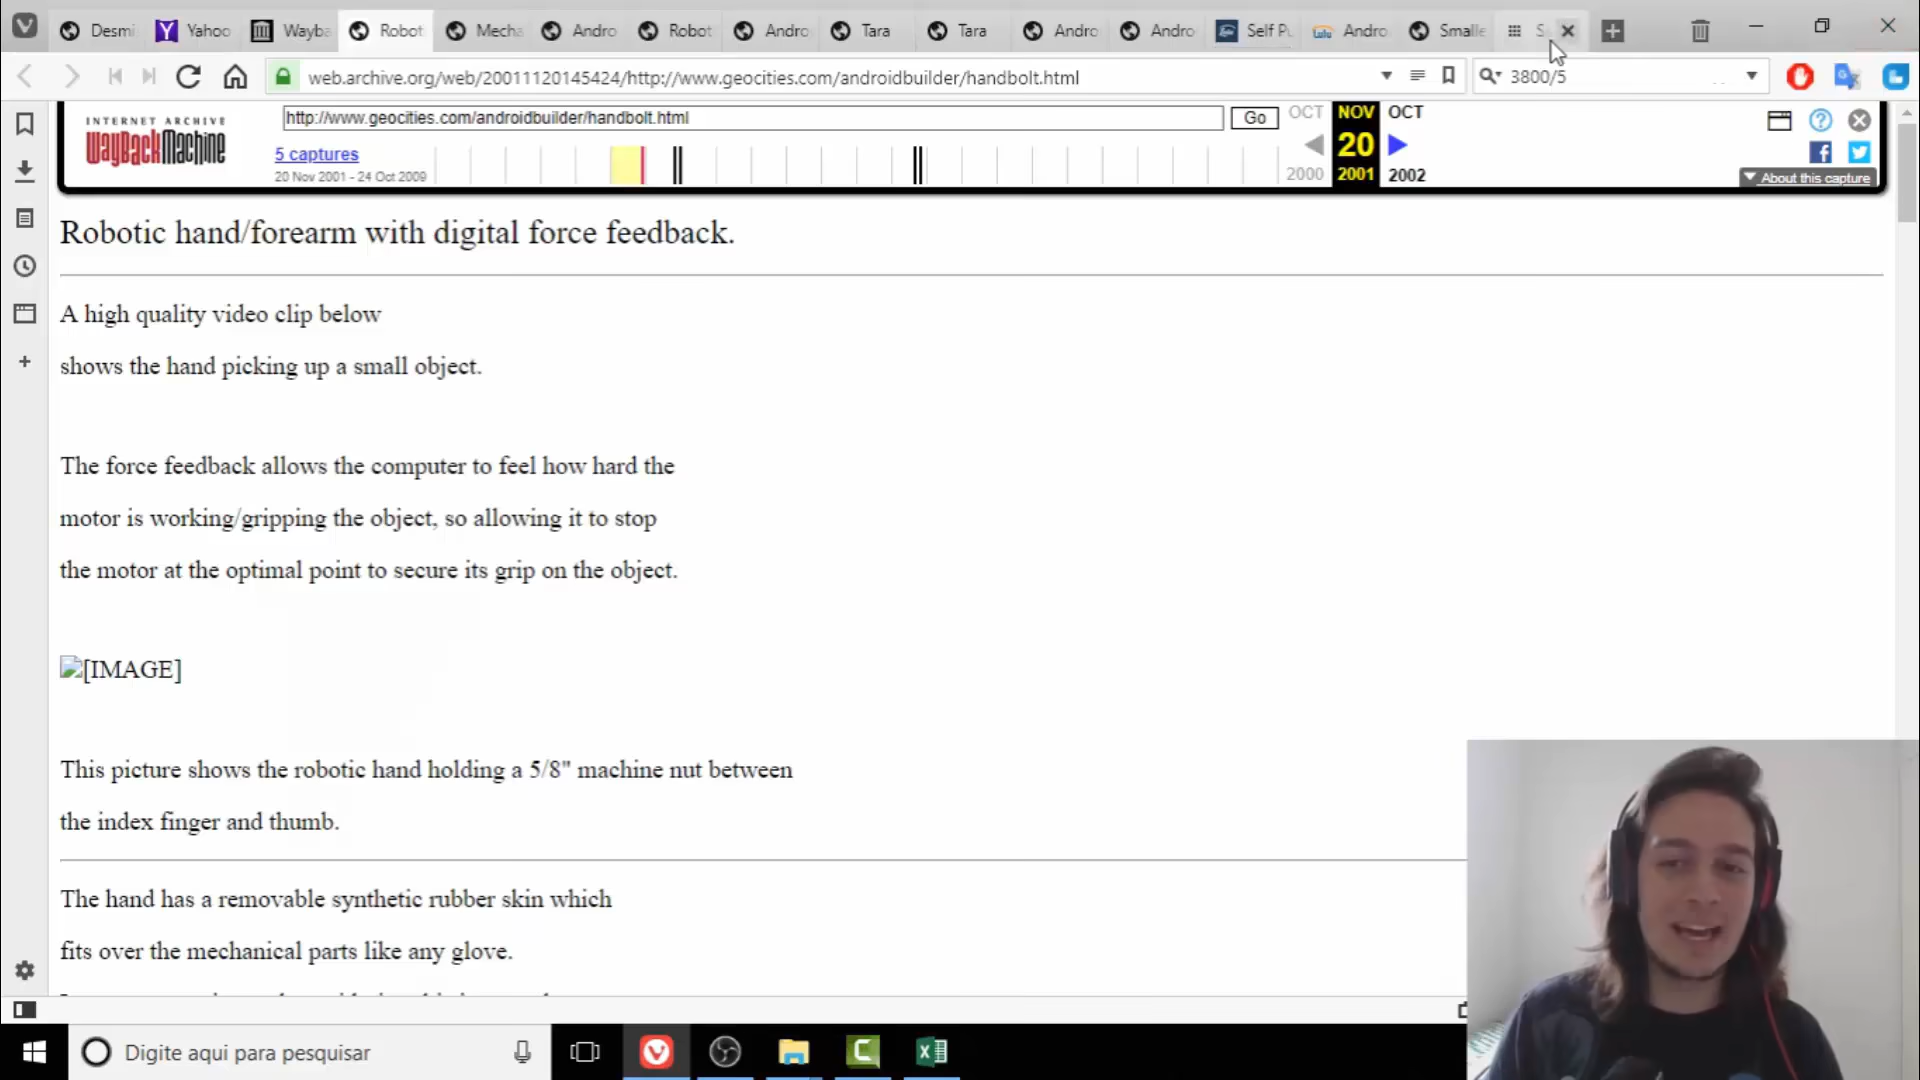 Desmi
Yahoo
Wayba
Robot
Mecha
Andro
Robot
Andro
Tara
Tara
Andro
Andro
Self Pu
Andro
Smalle
web.archive.org/web/20011120145424/http://www.geocities.com/androidbuilder/handbolt.html
3800/5
INTERNET ARCHIVE
WayBackMachine
http://www.geocities.com/androidbuilder/handbolt.html
Go
OCT NOV OCT
20
2000 2001 2002
5 captures
20 Nov 2001 - 24 Oct 2009
About this capture
Robotic hand/forearm with digital force feedback.
A high quality video clip below
shows the hand picking up a small object.
The force feedback allows the computer to feel how hard the
motor is working/gripping the object, so allowing it to stop
the motor at the optimal point to secure its grip on the object.
[IMAGE]
This picture shows the robotic hand holding a 5/8" machine nut between
the index finger and thumb.
The hand has a removable synthetic rubber skin which
fits over the mechanical parts like any glove.
Digite aqui para pesquisar